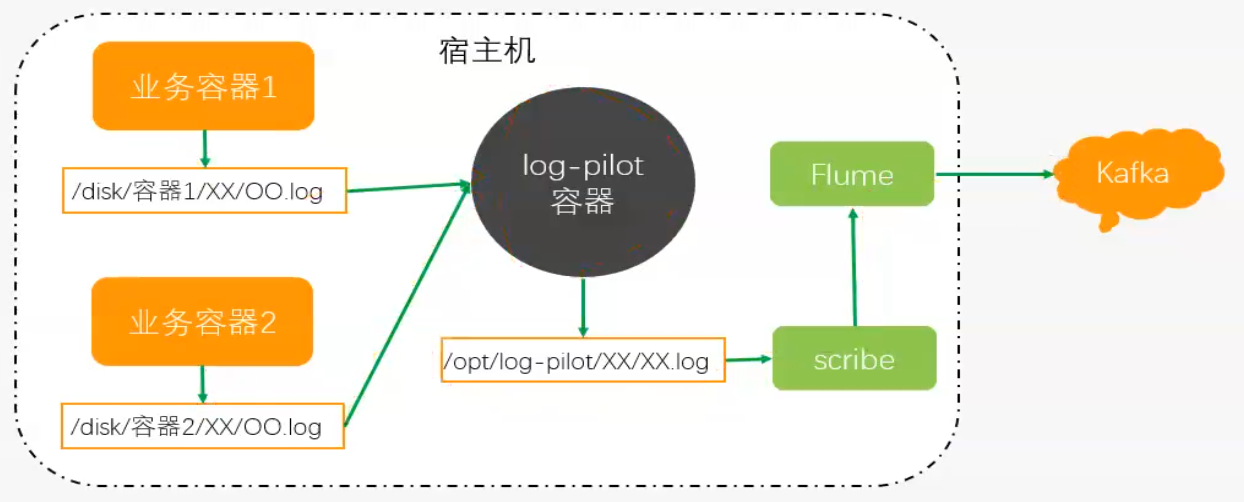 宿主机
业务容器1
/disk/容器1/XX/OO.log
业务容器2
/disk/容器2/XX/OO.log
log-pilot
容器
/opt/log-pilot/XX/XX.log
Flume
scribe
Kafka